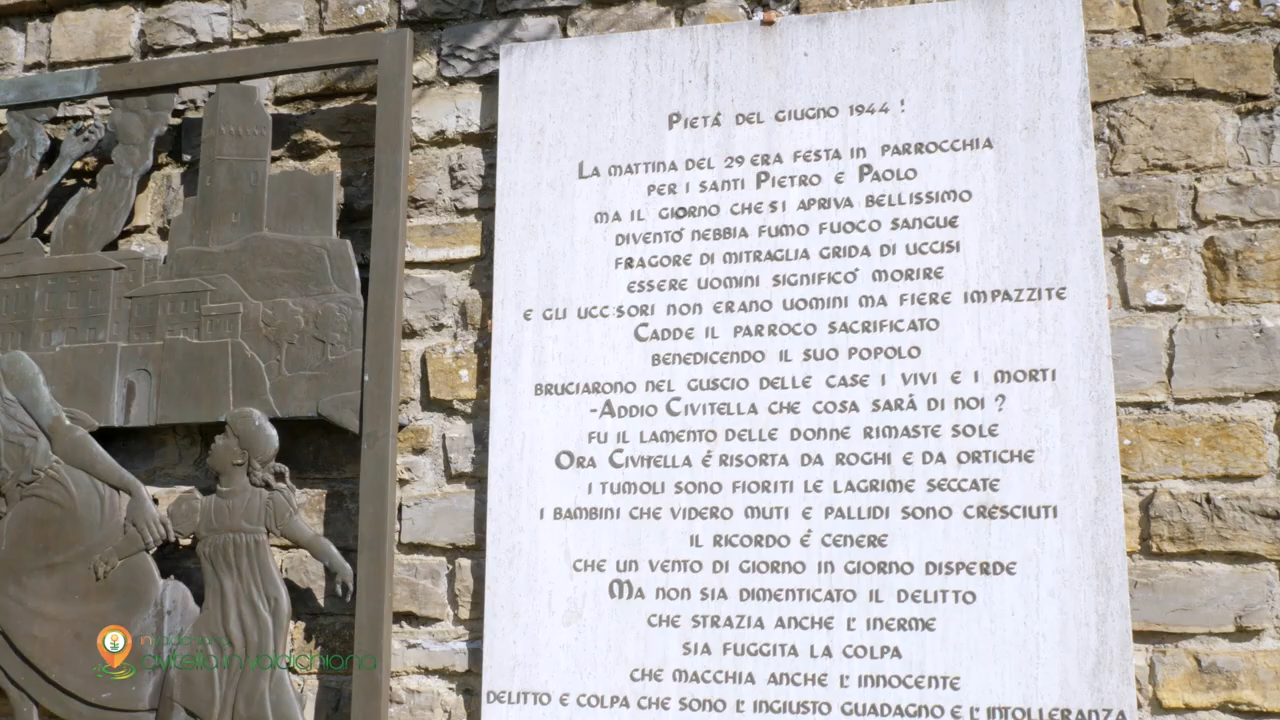 Pietá del giugno 1944 !
La mattina del 29 era festa in parrocchia
per i santi Pietro e Paolo
ma il giorno che si apriva bellissimo
diventó nebbia fumo fuoco sangue
fragore di mitraglia grida di uccisi
essere uomini significó morire
e gli uccisori non erano uomini ma fiere impazzite
Cadde il parroco sacrificato
benedicendo il suo popolo
bruciarono nel guscio delle case i vivi e i morti
-Addio Civitella che cosa sará di noi ?
fu il lamento delle donne rimaste sole
Ora Civitella é risorta da roghi e da ortiche
i tumoli sono fioriti le lagrime seccate
i bambini che videro muti e pallidi sono cresciuti
il ricordo é cenere
che un vento di giorno in giorno disperde
Ma non sia dimenticato il delitto
che strazia anche l'inerme
sia fuggita la colpa
che macchia anche l'innocente
delitto e colpa che sono l'ingiusto guadagno e l'intolleranza
civitella.in.valdichiana